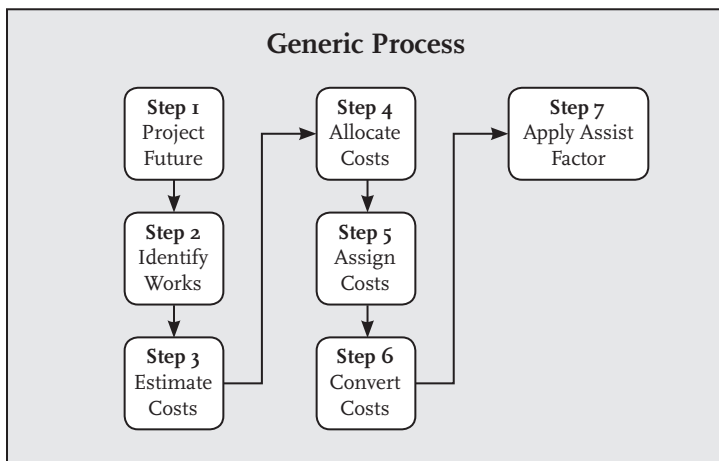 Generic Process
Step 1
Project
Future
Step 2
Identify
Works
Step 3
Estimate
Costs
Step 4
Allocate
Costs
Step 5
Assign
Costs
Step 6
Convert
Costs
Step 7
Apply Assist
Factor